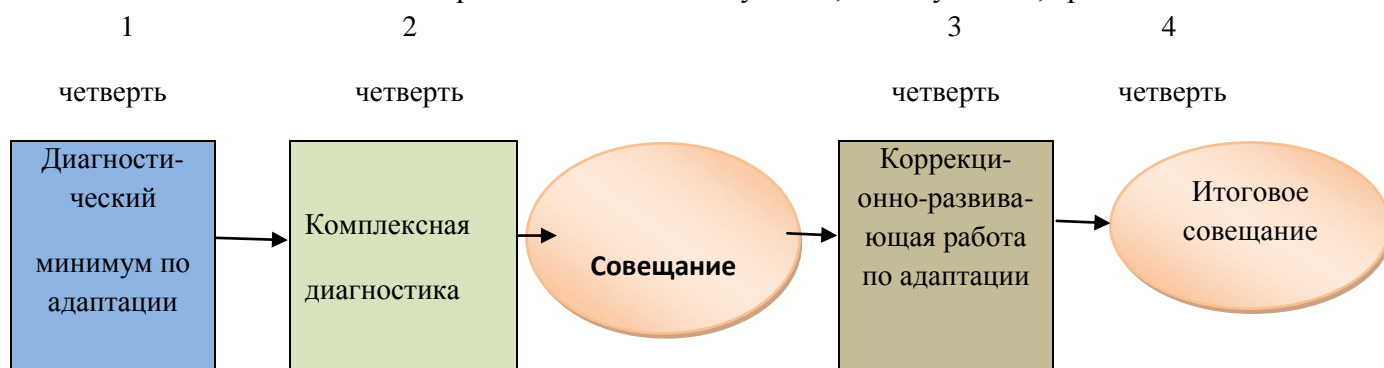 1 2 3 4
четверть четверть четверть четверть
Диагности-
ческий
минимум по
адаптации
Комплексная
диагностика
Совещание
Коррекци-
онно-развива-
ющая работа
по адаптации
Итоговое
совещание